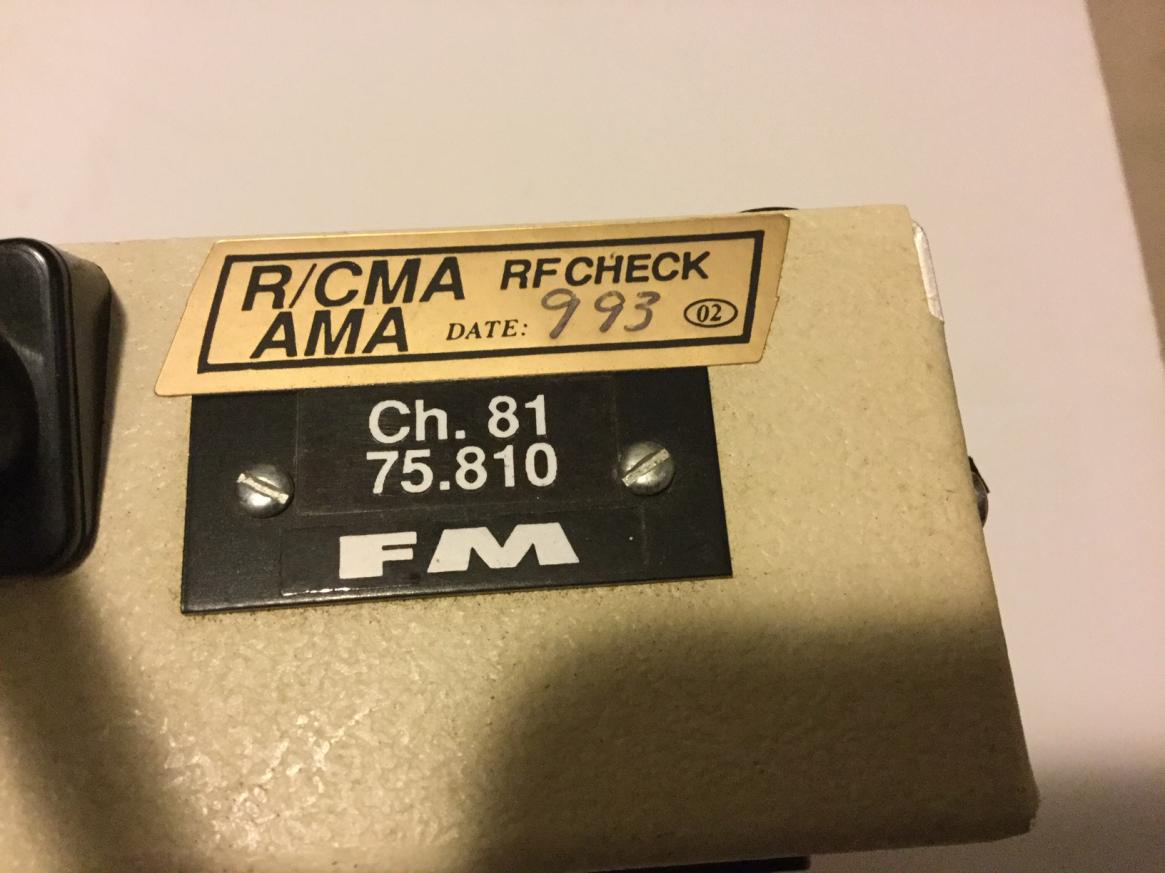 R/CMA RF CHECK
AMA DATE: 993 02
Ch. 81
75.810
FM